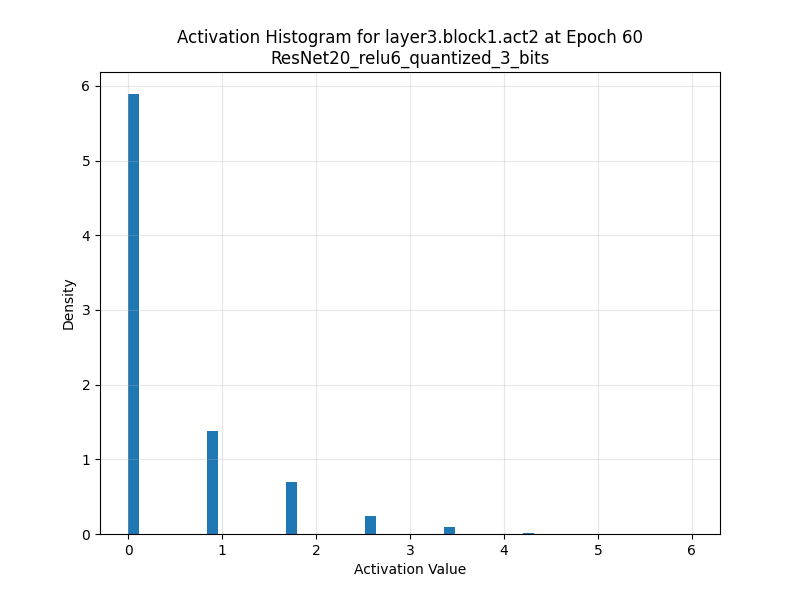 Activation Histogram for layer3.block1.act2 at Epoch 60
ResNet20_relu6_quantized_3_bits
6
5
4
3
2
1
0
Density
0 1 2 3 4 5 6
Activation Value